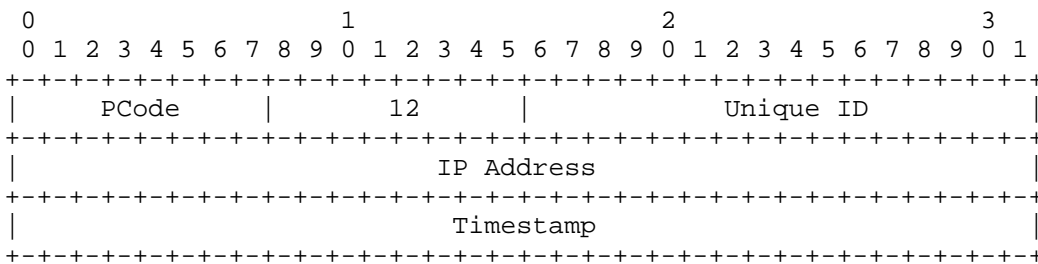 0                   1                   2                   3
 0 1 2 3 4 5 6 7 8 9 0 1 2 3 4 5 6 7 8 9 0 1 2 3 4 5 6 7 8 9 0 1
+-+-+-+-+-+-+-+-+-+-+-+-+-+-+-+-+-+-+-+-+-+-+-+-+-+-+-+-+-+-+-+-+
|     PCode     |       12      |            Unique ID          |
+-+-+-+-+-+-+-+-+-+-+-+-+-+-+-+-+-+-+-+-+-+-+-+-+-+-+-+-+-+-+-+-+
|                          IP Address                           |
+-+-+-+-+-+-+-+-+-+-+-+-+-+-+-+-+-+-+-+-+-+-+-+-+-+-+-+-+-+-+-+-+
|                           Timestamp                           |
+-+-+-+-+-+-+-+-+-+-+-+-+-+-+-+-+-+-+-+-+-+-+-+-+-+-+-+-+-+-+-+-+